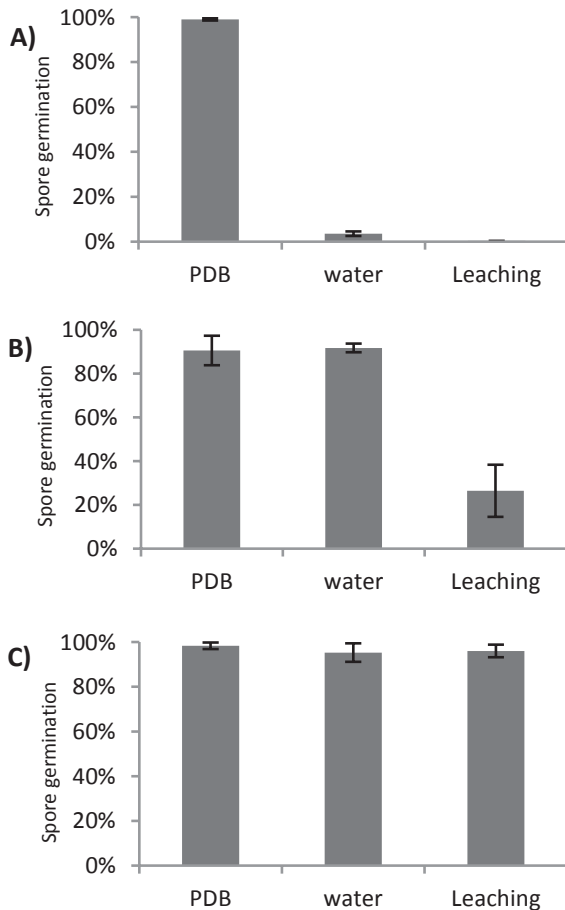 A)
Spore germination
100%
80%
60%
40%
20%
0%
PDB water Leaching
B)
Spore germination
100%
80%
60%
40%
20%
0%
PDB water Leaching
C)
Spore germination
100%
80%
60%
40%
20%
0%
PDB water Leaching